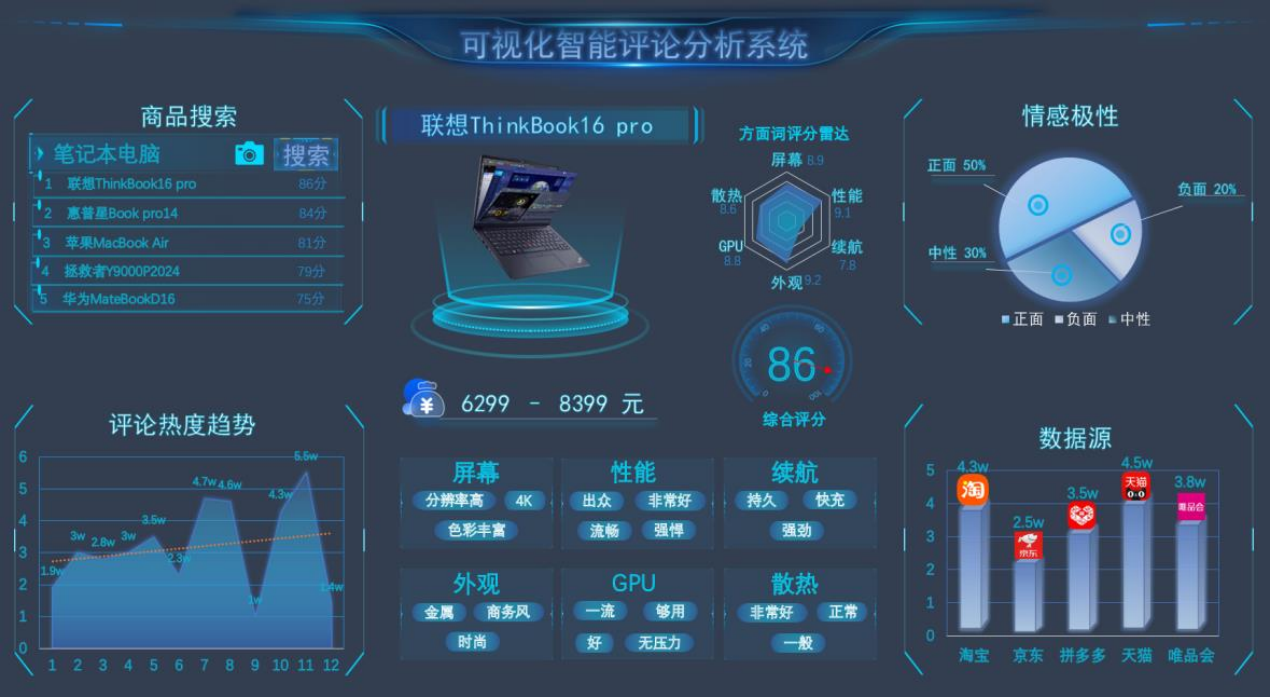 可视化智能评论分析系统
商品搜索
笔记本电脑 搜索
1 联想ThinkBook16 pro 86分
2 惠普星Book pro14 84分
3 苹果MacBook Air 81分
4 拯救者Y9000P2024 79分
5 华为MateBookD16 75分
联想ThinkBook16 pro
¥ 6299 - 8399 元
方面词评分雷达
屏幕 8.9
散热 8.6
性能 9.1
GPU 8.8
续航 7.8
外观 9.2
0 20 40 60 100
86
综合评分
情感极性
正面 50%
负面 20%
中性 30%
正面 负面 中性
评论热度趋势
6
5
4
3
2
1
0
1.9w 3w 2.8w 3w 3.5w 2.3w 4.7w 4.6w 1w 4.3w 5.5w 1.4w
1 2 3 4 5 6 7 8 9 10 11 12
屏幕
分辨率高 4K
色彩丰富
性能
出众 非常好
流畅 强悍
续航
持久 快充
强劲
外观
金属 商务风
时尚
GPU
一流 够用
好 无压力
散热
非常好 正常
一般
数据源
5
4
3
2
1
0
4.3w 2.5w 3.5w 4.5w 3.8w
淘 京东 天猫 唯品会
淘宝 京东 拼多多 天猫 唯品会